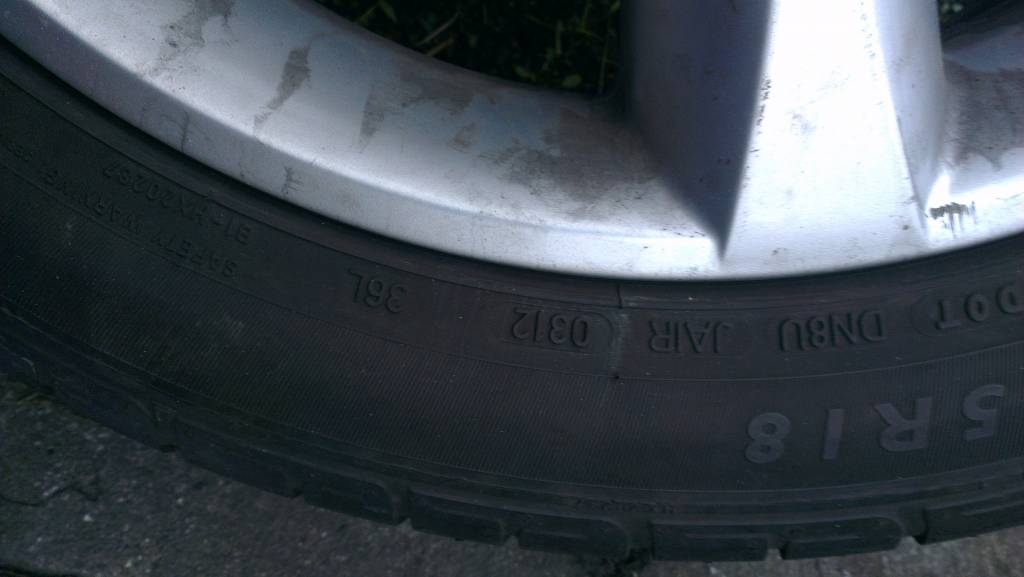 DOT DN8U JAIR 0312 36L
SAFETY WARNING
5R18